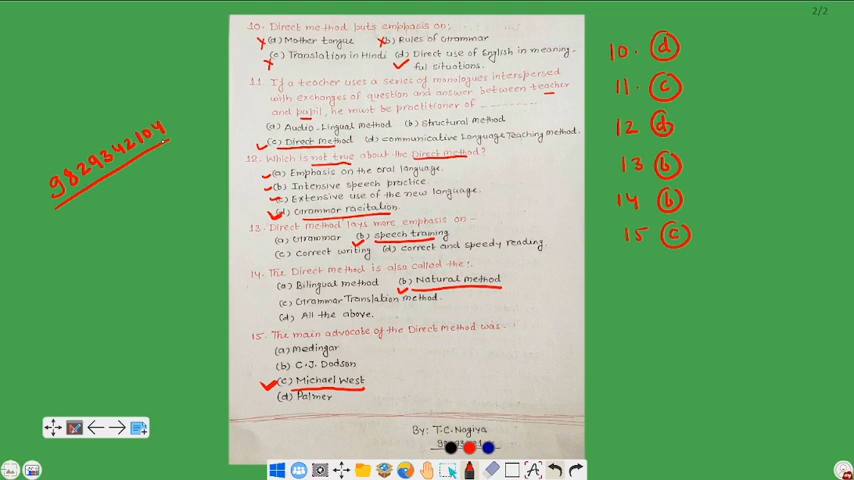 2/2
10. Direct method puts emphasis on:
(a) Mother tongue (b) Rules of Grammar
(c) Translation in Hindi (d) Direct use of English in meaning-
ful situations.
11. If a teacher uses a series of monologues interspersed
with exchanges of question and answer between teacher
and pupil, he must be practitioner of
(a) Audio-Lingual method (b) Structural method
(c) Direct method (d) Communicative Language Teaching method.
12. Which is not true about the Direct method?
(a) Emphasis on the oral language.
(b) Intensive speech practice
(c) Extensive use of the new language.
(d) Grammar racitation.
13. Direct method lays more emphasis on-
(a) Grammar (b) speech training
(c) correct writing (d) correct and speedy reading.
14. The Direct method is also called the:
(a) Bilingual method (b) Natural method
(c) Grammar Translation method.
(d) All the above.
15. The main advocate of the Direct Method was.
(a) Medingar
(b) C.J. Dodson
(c) Michael West
(d) Palmer
By: T.C. Nagiya
9829342104
10. d
11. c
12 d
13 b
14 b
15 c